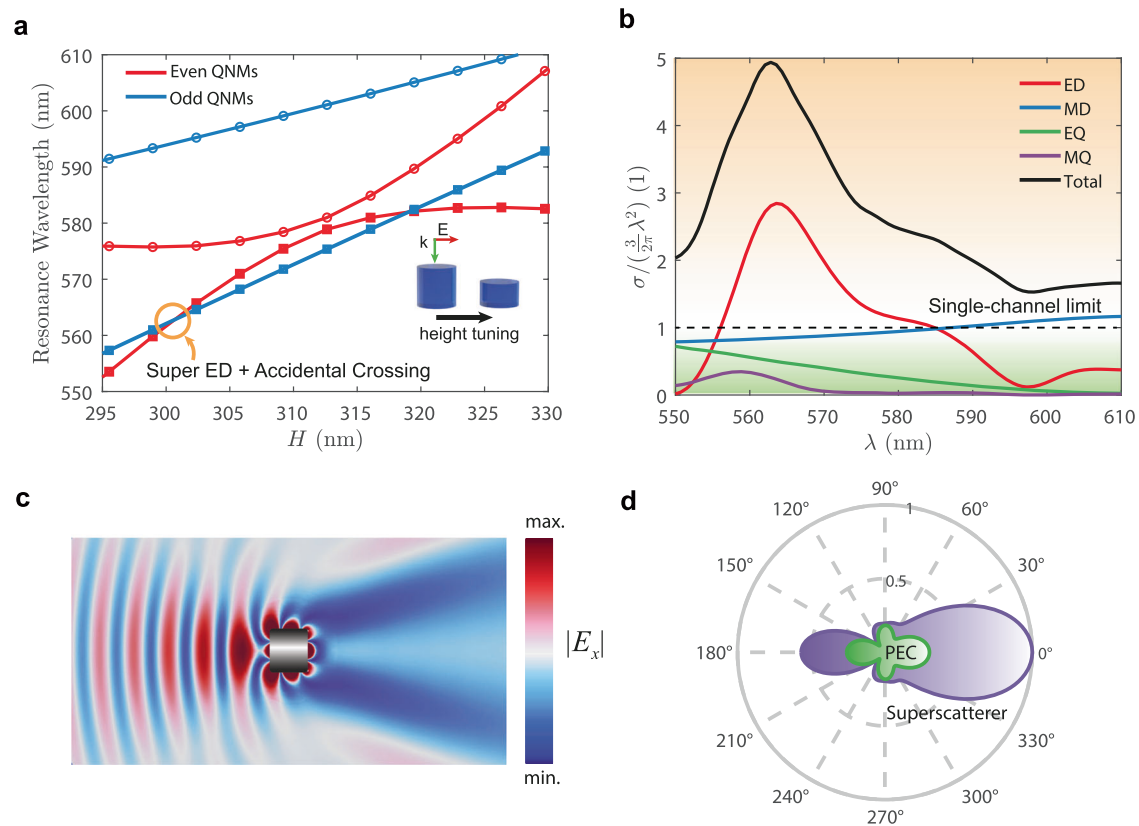 a
Resonance Wavelength (nm)
610
600
590
580
570
560
550
Even QNMs
Odd QNMs
E
k
height tuning
Super ED + Accidental Crossing
295
300
305
310
315
320
325
330
H (nm)
b
σ/(3/2π λ²) (1)
5
4
3
2
1
0
ED
MD
EQ
MQ
Total
Single-channel limit
550
560
570
580
590
600
610
λ (nm)
c
max.
|Eₓ|
min.
d
90°
120°
60°
1
150°
30°
0.5
180°
PEC
0°
Superscatterer
210°
330°
240°
300°
270°